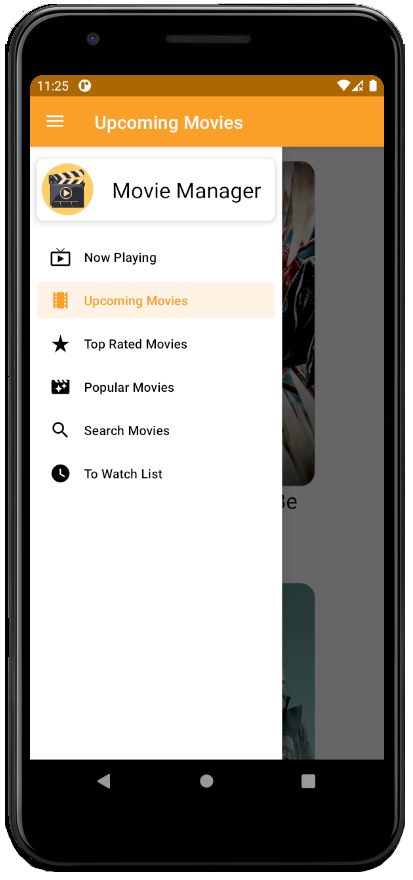 11:25
Upcoming Movies
Movie Manager
Now Playing
Upcoming Movies
Top Rated Movies
Popular Movies
Search Movies
To Watch List
Be